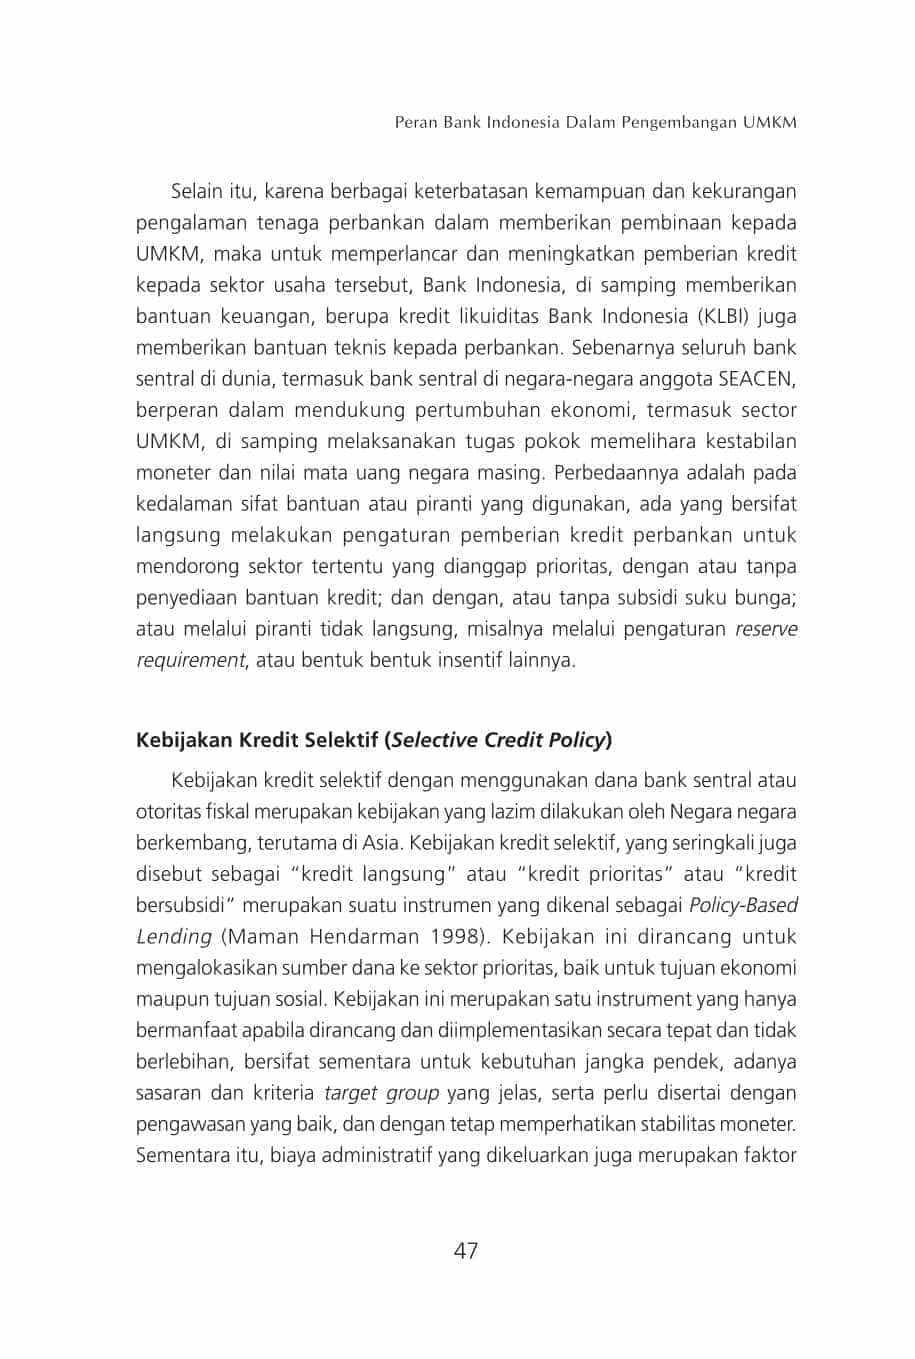 Peran Bank Indonesia Dalam Pengembangan UMKM
Selain itu, karena berbagai keterbatasan kemampuan dan kekurangan
pengalaman tenaga perbankan dalam memberikan pembinaan kepada
UMKM, maka untuk memperlancar dan meningkatkan pemberian kredit
kepada sektor usaha tersebut, Bank Indonesia, di samping memberikan
bantuan keuangan, berupa kredit likuiditas Bank Indonesia (KLBI) juga
memberikan bantuan teknis kepada perbankan. Sebenarnya seluruh bank
sentral di dunia, termasuk bank sentral di negara-negara anggota SEACEN,
berperan dalam mendukung pertumbuhan ekonomi, termasuk sector
UMKM, di samping melaksanakan tugas pokok memelihara kestabilan
moneter dan nilai mata uang negara masing. Perbedaannya adalah pada
kedalaman sifat bantuan atau piranti yang digunakan, ada yang bersifat
langsung melakukan pengaturan pemberian kredit perbankan untuk
mendorong sektor tertentu yang dianggap prioritas, dengan atau tanpa
penyediaan bantuan kredit; dan dengan, atau tanpa subsidi suku bunga;
atau melalui piranti tidak langsung, misalnya melalui pengaturan reserve
requirement, atau bentuk bentuk insentif lainnya.
Kebijakan Kredit Selektif (Selective Credit Policy)
Kebijakan kredit selektif dengan menggunakan dana bank sentral atau
otoritas fiskal merupakan kebijakan yang lazim dilakukan oleh Negara negara
berkembang, terutama di Asia. Kebijakan kredit selektif, yang seringkali juga
disebut sebagai “kredit langsung” atau “kredit prioritas” atau “kredit
bersubsidi” merupakan suatu instrumen yang dikenal sebagai Policy-Based
Lending (Maman Hendarman 1998). Kebijakan ini dirancang untuk
mengalokasikan sumber dana ke sektor prioritas, baik untuk tujuan ekonomi
maupun tujuan sosial. Kebijakan ini merupakan satu instrument yang hanya
bermanfaat apabila dirancang dan diimplementasikan secara tepat dan tidak
berlebihan, bersifat sementara untuk kebutuhan jangka pendek, adanya
sasaran dan kriteria target group yang jelas, serta perlu disertai dengan
pengawasan yang baik, dan dengan tetap memperhatikan stabilitas moneter.
Sementara itu, biaya administratif yang dikeluarkan juga merupakan faktor
47